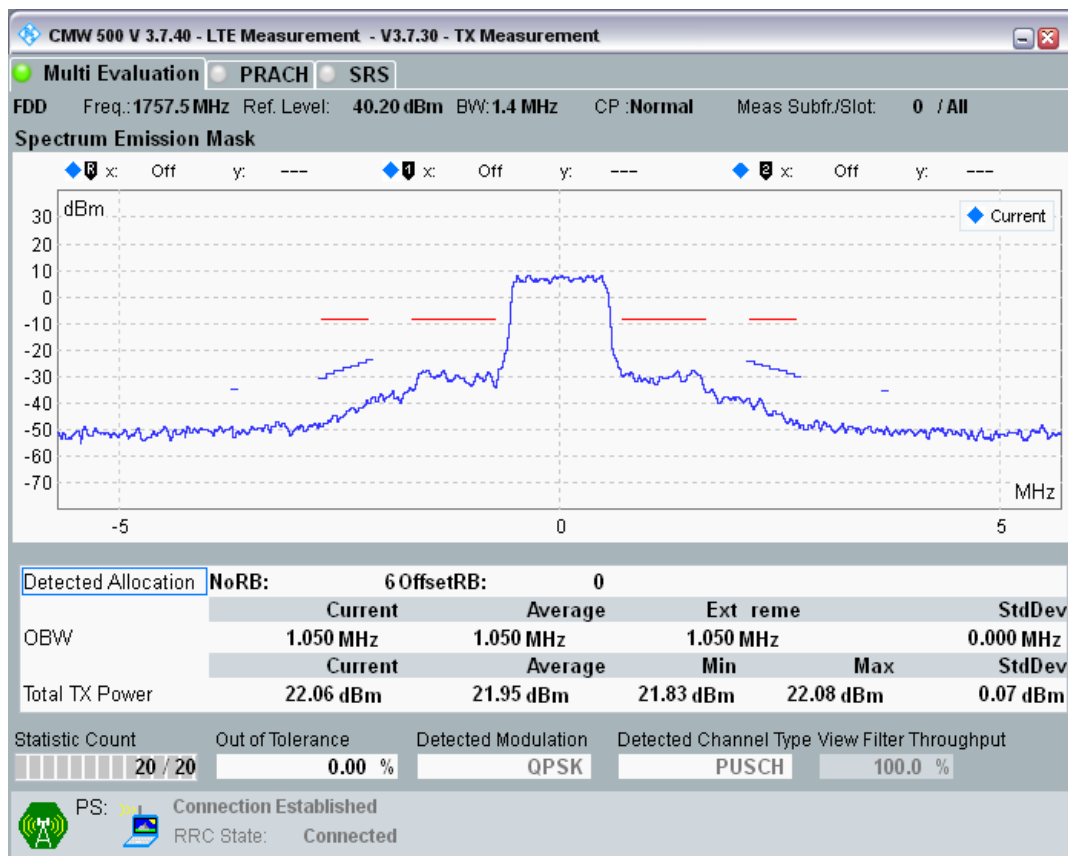 CMW 500 V 3.7.40 - LTE Measurement - V3.7.30 - TX Measurement
Multi Evaluation PRACH SRS
FDD Freq.:1757.5 MHz Ref. Level: 40.20 dBm BW:1.4 MHz CP :Normal Meas Subfr./Slot: 0 / All
Spectrum Emission Mask
R x: Off y: --- 1 x: Off y: --- 2 x: Off y: ---
dBm
Current
30
20
10
0
-10
-20
-30
-40
-50
-60
-70
MHz
-5 0 5
Detected Allocation NoRB: 6 OffsetRB: 0
Current Average Ext reme StdDev
OBW 1.050 MHz 1.050 MHz 1.050 MHz 0.000 MHz
Current Average Min Max StdDev
Total TX Power 22.06 dBm 21.95 dBm 21.83 dBm 22.08 dBm 0.07 dBm
Statistic Count Out of Tolerance Detected Modulation Detected Channel Type View Filter Throughput
20 / 20 0.00 % QPSK PUSCH 100.0 %
PS: Connection Established
RRC State: Connected